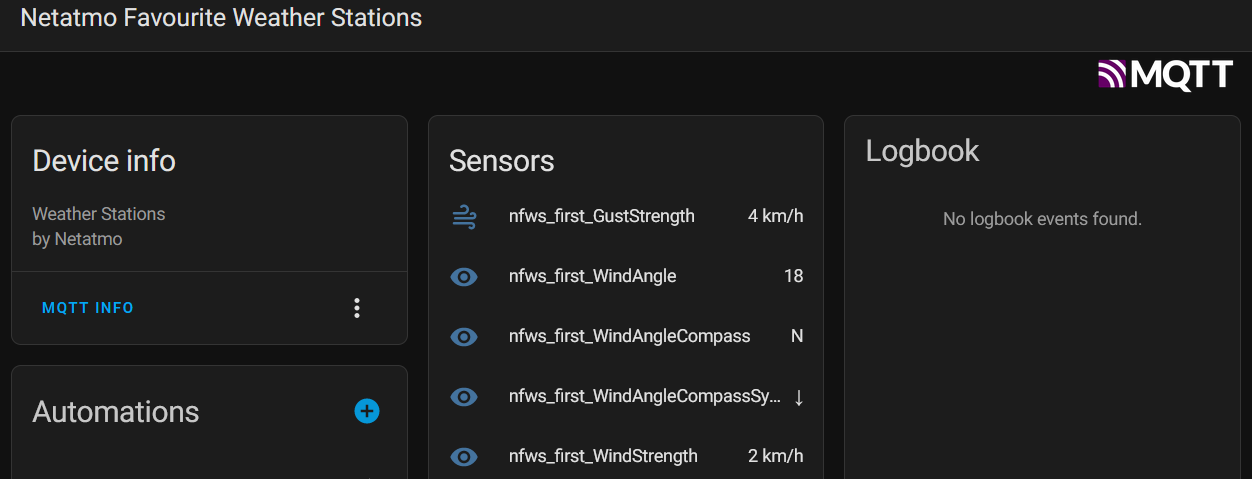 Netatmo Favourite Weather Stations
MQTT
Device info
Weather Stations
by Netatmo
MQTT INFO
Automations
Sensors
nfws_first_GustStrength 4 km/h
nfws_first_WindAngle 18
nfws_first_WindAngleCompass N
nfws_first_WindAngleCompassSy... ↓
nfws_first_WindStrength 2 km/h
Logbook
No logbook events found.